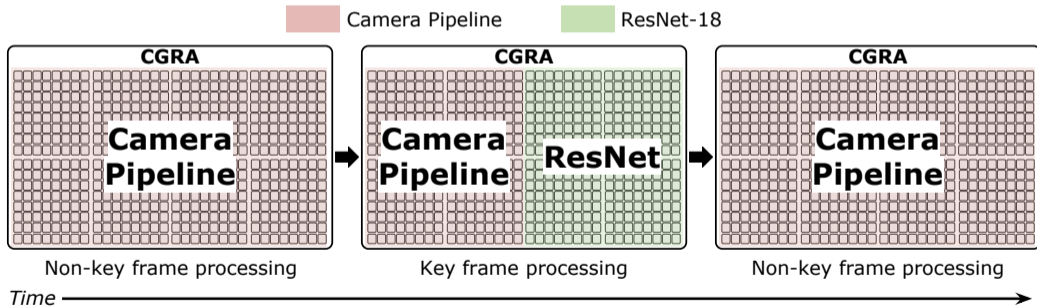 Camera Pipeline
ResNet-18
CGRA
CGRA
CGRA
Camera
Pipeline
Camera
Pipeline
ResNet
Camera
Pipeline
Non-key frame processing
Key frame processing
Non-key frame processing
Time